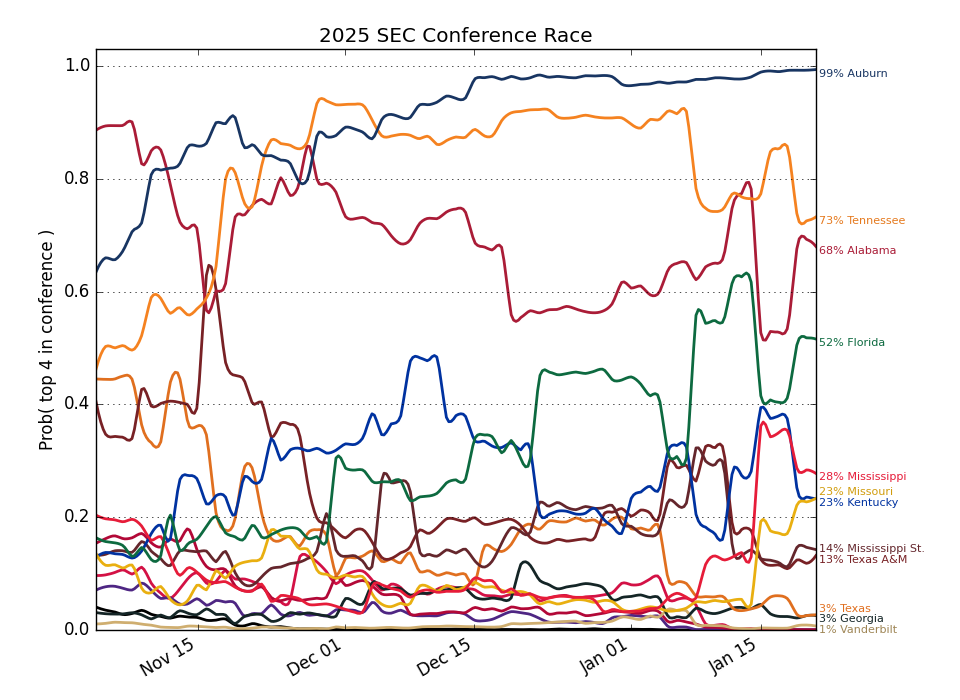 2025 SEC Conference Race
1.0
0.8
0.6
0.4
0.2
0.0
Prob( top 4 in conference )
Nov 15
Dec 01
Dec 15
Jan 01
Jan 15
99% Auburn
73% Tennessee
68% Alabama
52% Florida
28% Mississippi
23% Missouri
23% Kentucky
14% Mississippi St.
13% Texas A&M
3% Texas
3% Georgia
1% Vanderbilt